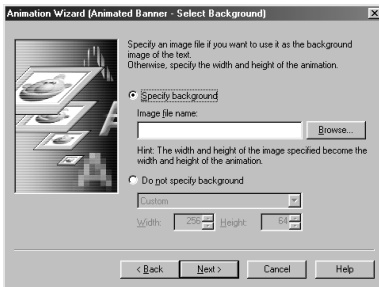 Animation Wizard (Animated Banner - Select Background)
Specify an image file if you want to use it as the background
image of the text.
Otherwise, specify the width and height of the animation.
Specify background
Image file name:
Browse...
Hint: The width and height of the image specified become the
width and height of the animation.
Do not specify background
Custom
Width: 256 Height: 64
< Back Next > Cancel Help